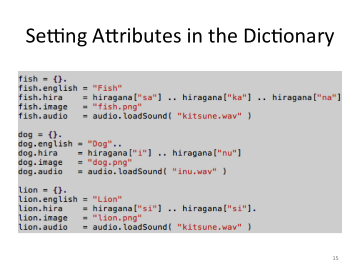 Setting Attributes in the Dictionary
fish = {}.
fish.english = "Fish"
fish.hira = hiragana["sa"] .. hiragana["ka"] .. hiragana["na"]
fish.image = "fish.png"
fish.audio = audio.loadSound( "kitsune.wav" )
dog = {}.
dog.english = "Dog"..
dog.hira = hiragana["i"] .. hiragana["nu"]
dog.image = "dog.png"
dog.audio = audio.loadSound( "inu.wav" )
lion = {}.
lion.english = "Lion"
lion.hira = hiragana["si"] .. hiragana["si"].
lion.image = "lion.png"
lion.audio = audio.loadSound( "kitsune.wav" )
15